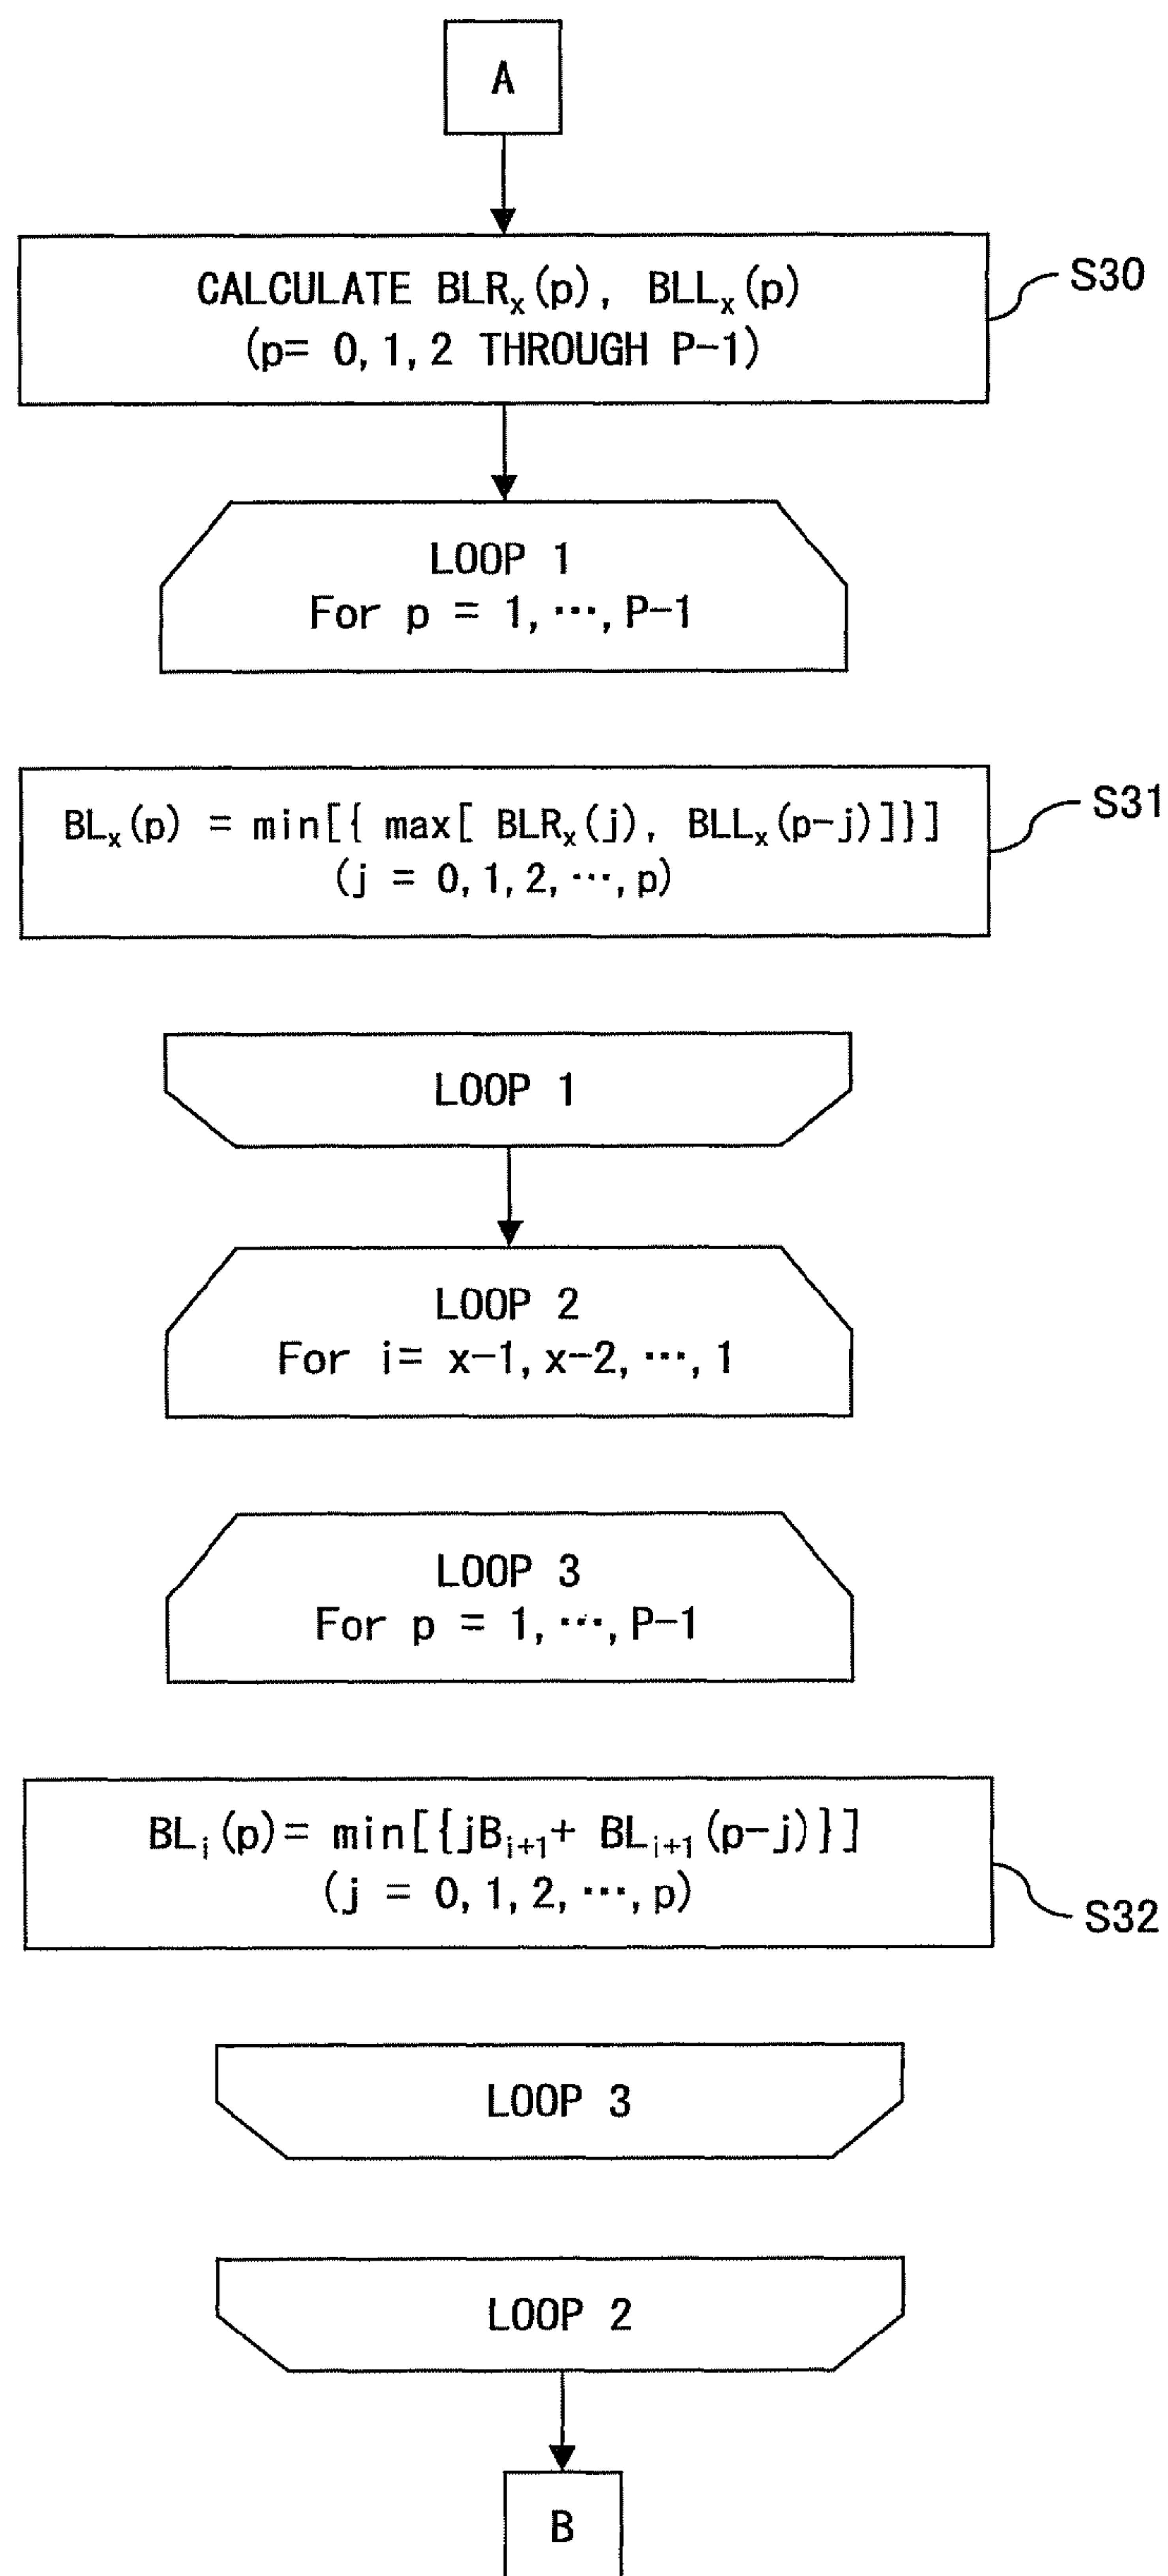 A
CALCULATE BLRₓ(p), BLLₓ(p)
(p= 0,1,2 THROUGH P-1)
S30
LOOP 1
For p = 1,⋯,P-1
BLₓ(p) = min[{ max[ BLRₓ(j), BLLₓ(p-j)]}]
(j = 0,1,2,⋯,p)
S31
LOOP 1
LOOP 2
For i= x-1,x-2,⋯,1
LOOP 3
For p = 1,⋯,P-1
BLᵢ(p)= min[{jBᵢ₊₁+ BLᵢ₊₁(p-j)}]
(j = 0,1,2,⋯,p)
S32
LOOP 3
LOOP 2
B